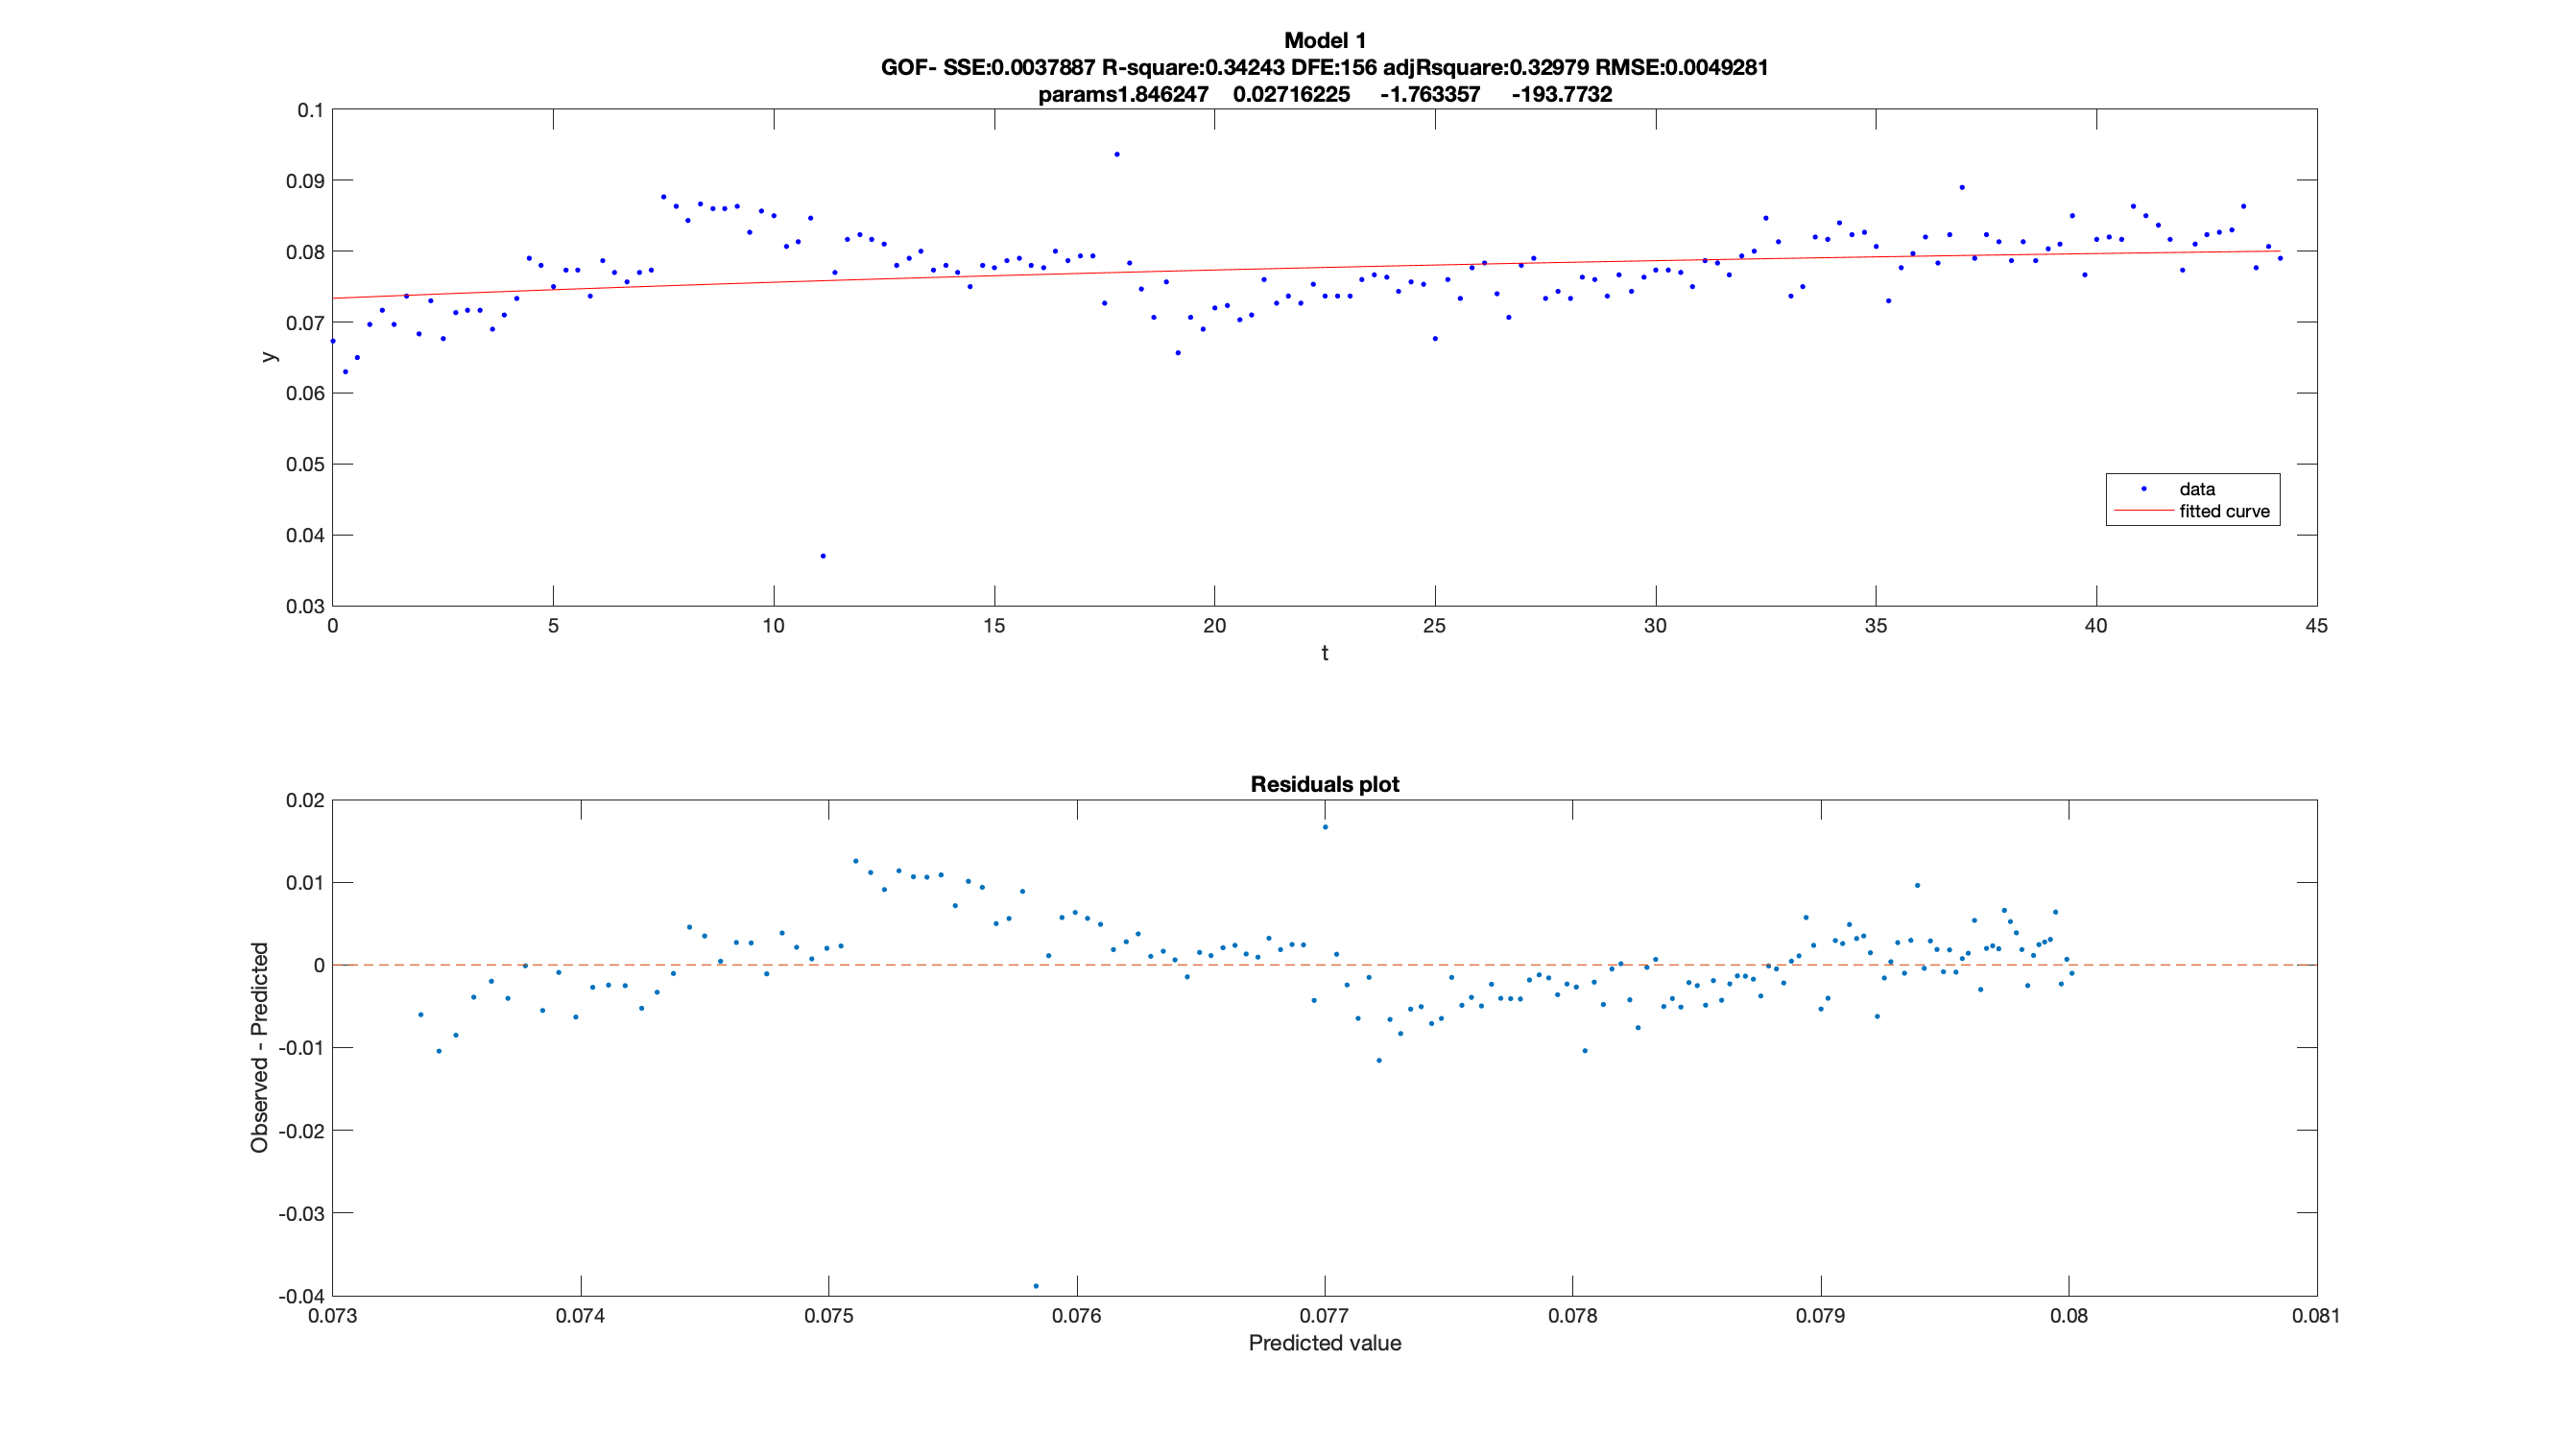 Model 1
GOF- SSE:0.0037887 R-square:0.34243 DFE:156 adjRsquare:0.32979 RMSE:0.0049281
params1.846247 0.02716225 -1.763357 -193.7732
0.1
0.09
0.08
0.07
0.06
0.05
0.04
0.03
y
data
fitted curve
0 5 10 15 20 25 30 35 40 45
t
Residuals plot
0.02
0.01
0
-0.01
-0.02
-0.03
-0.04
Observed - Predicted
0.073 0.074 0.075 0.076 0.077 0.078 0.079 0.08 0.081
Predicted value